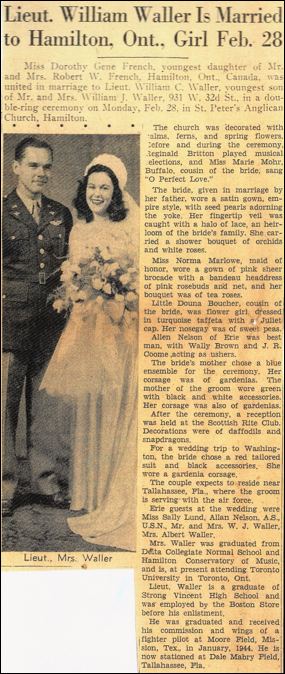 Lieut. William Waller Is Married
to Hamilton, Ont., Girl Feb. 28
Miss Dorothy Gene French, youngest daughter of Mr.
and Mrs. Robert W. French, Hamilton, Ont., Canada, was
united in marriage to Lieut. William C. Waller, youngest son
of Mr. and Mrs. William J. Waller, 931 W. 32d St., in a dou-
ble-ring ceremony on Monday, Feb. 28, in St. Peter's Anglican
Church, Hamilton.
The church was decorated with
alms, ferns, and spring flowers.
efore and during the ceremony,
eginald Britton played musical
elections, and Miss Marie Mohr,
Buffalo, cousin of the bride, sang
"O Perfect Love."
The bride, given in marriage by
her father, wore a satin gown, em-
pire style, with seed pearls adorning
the yoke. Her fingertip veil was
caught with a halo of lace, an heir-
loom of the bride's family. She car-
ried a shower bouquet of orchids
and white roses.
Miss Norma Marlowe, maid of
honor, wore a gown of pink sheer
brocade with a bandeau headdress
of pink rosebuds and net, and her
bouquet was of tea roses.
Little Douna Boucher, cousin of
the bride, was flower girl, dressed
in turquoise taffeta with a Juliet
cap. Her nosegay was of sweet peas.
Allen Nelson of Erie was best
man, with Wally Brown and J. R.
Coome acting as ushers.
The bride's mother chose a blue
ensemble for the ceremony. Her
corsage was of gardenias. The
mother of the groom wore green
with black and white accessories.
Her corsage was also of gardenias.
After the ceremony, a reception
was held at the Scottish Rite Club.
Decorations were of daffodils and
snapdragons.
For a wedding trip to Washing-
ton, the bride chose a red tailored
suit and black accessories. She
wore a gardenia corsage.
The couple expects to reside near
Tallahassee, Fla., where the groom
is serving with the air force.
Erie guests at the wedding were
Miss Sally Lund, Allan Nelson, A.S.,
U.S.N., Mr. and Mrs. W. J. Waller,
Mrs. Albert Waller.
Mrs. Waller was graduated from
Delta Collegiate Normal School and
Hamilton Conservatory of Music,
and is, at present attending Toronto
University in Toronto, Ont.
Lieut. Waller is a graduate of
Strong Vincent High School and
was employed by the Boston Store
before his enlistment.
He was graduated and received
his commission and wings of a
fighter pilot at Moore Field, Mis-
sion, Tex., in January, 1944. He is
now stationed at Dale Mabry Field,
Tallahassee, Fla.
Lieut., Mrs. Waller